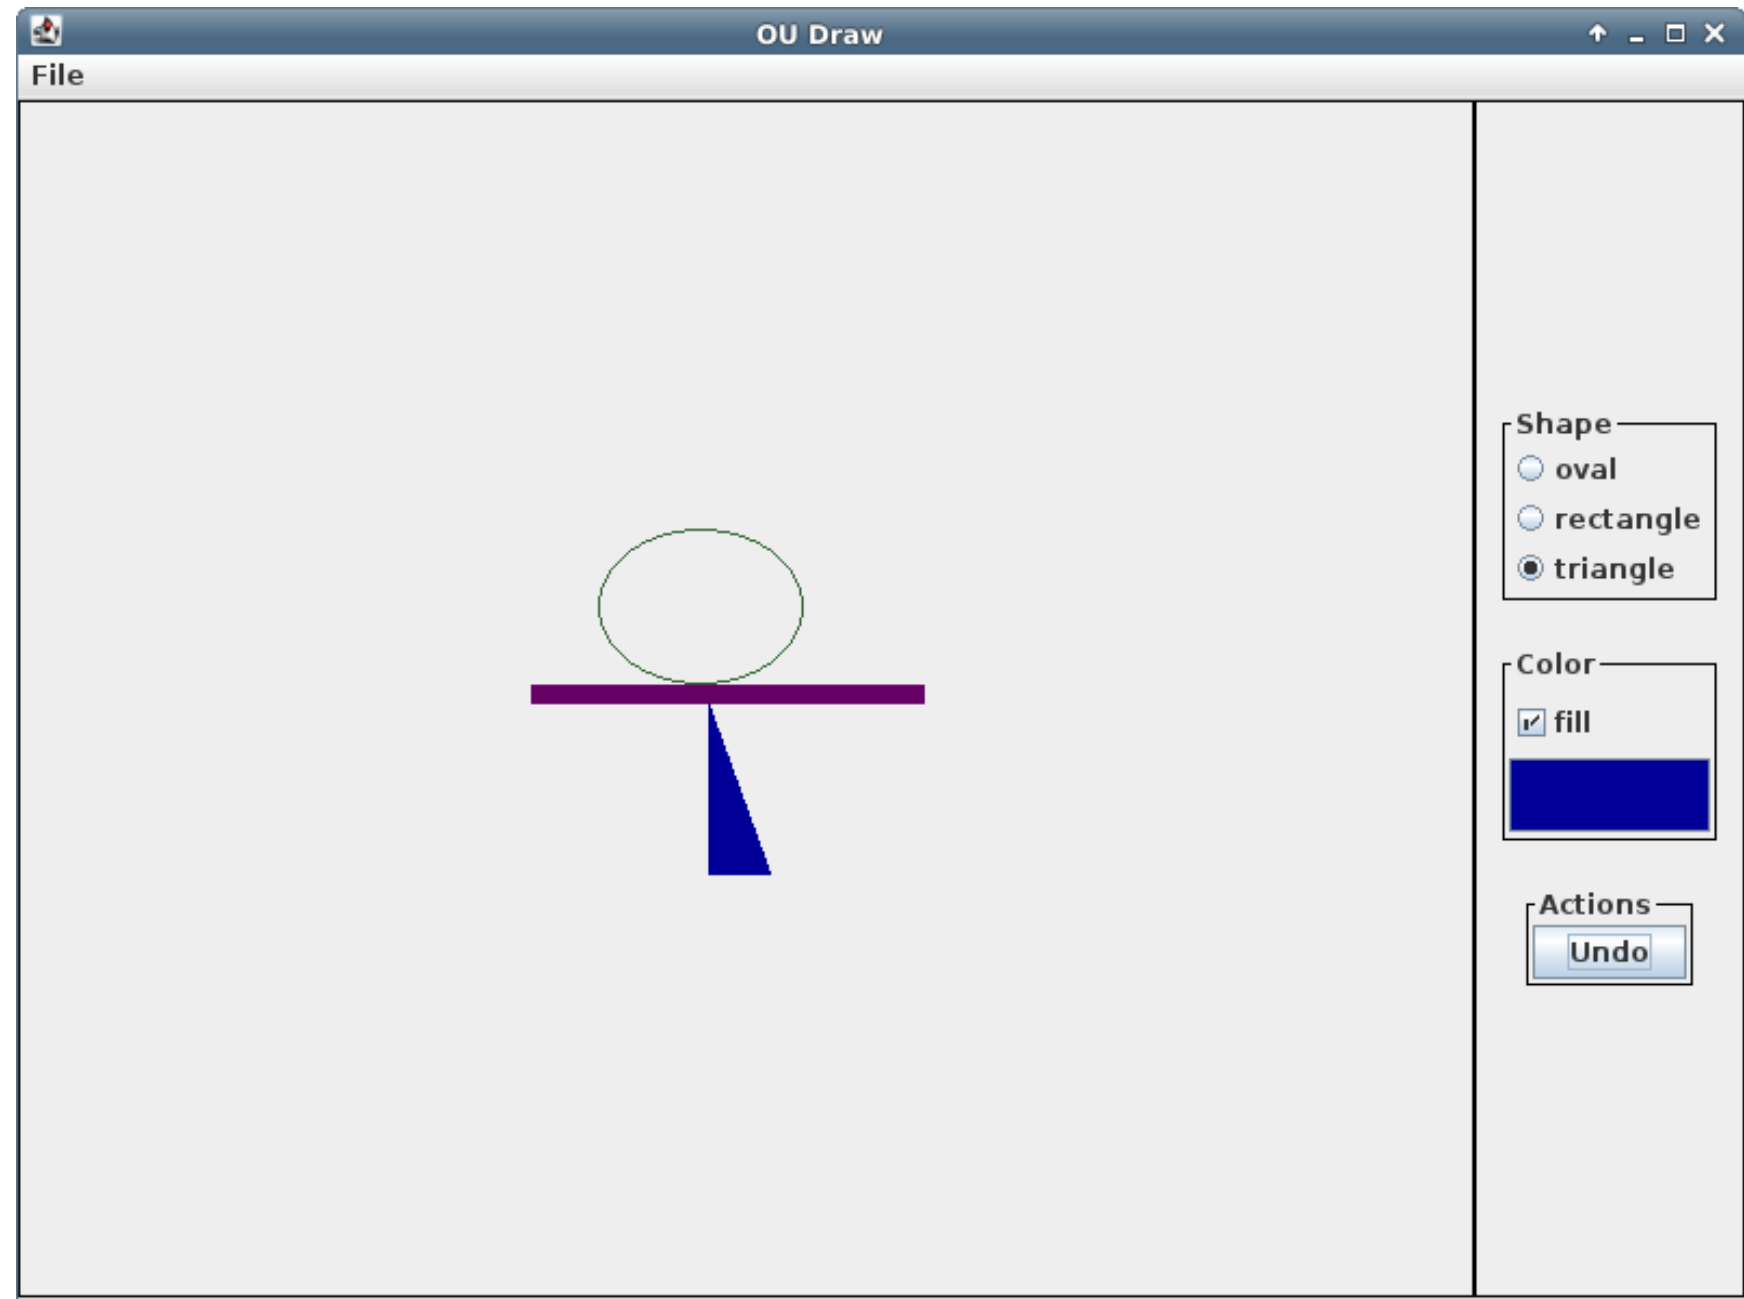 OU Draw
File
Shape
oval
rectangle
triangle
Color
fill
Actions
Undo